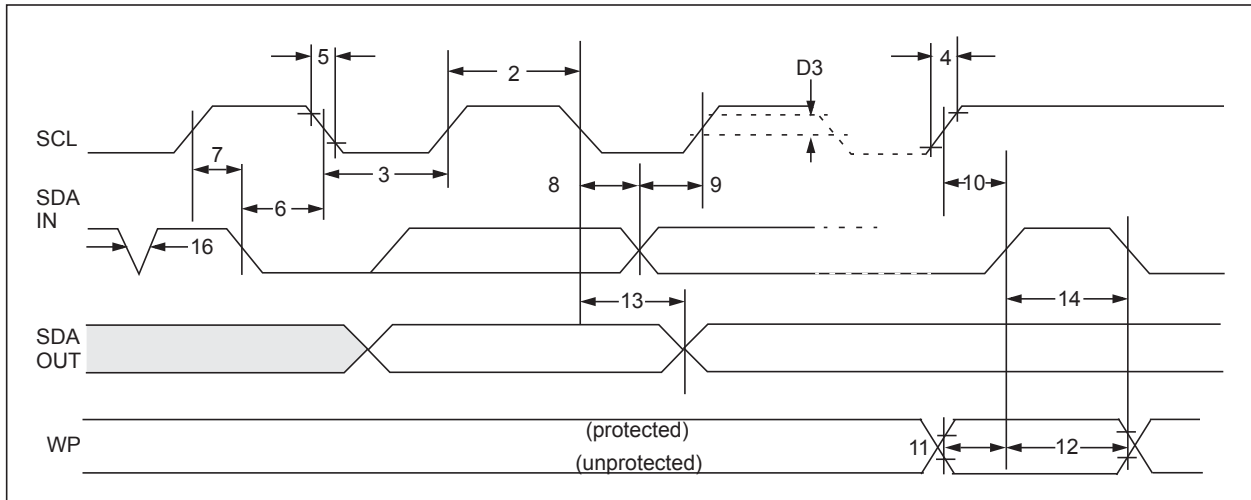 5
2
D3
4
SCL
7
3
8
9
10
SDA
IN
6
16
13
14
SDA
OUT
WP
(protected)
(unprotected)
11
12